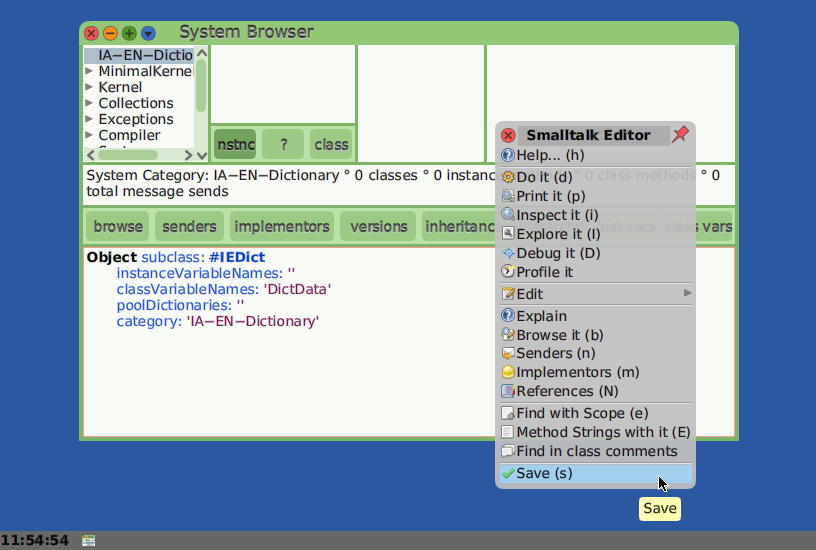 System Browser
IA−EN−Dictio
MinimalKerne
Kernel
Collections
Exceptions
Compiler
nstnc ? class
System Category: IA−EN−Dictionary ° 0 classes ° 0 instanc ° 0 class methods ° 0
total message sends
browse senders implementors versions inheritanc inst vars class vars
Object subclass: #IEDict
instanceVariableNames: ''
classVariableNames: 'DictData'
poolDictionaries: ''
category: 'IA−EN−Dictionary'
Smalltalk Editor
Help... (h)
Do it (d)
Print it (p)
Inspect it (i)
Explore it (I)
Debug it (D)
Profile it
Edit
Explain
Browse it (b)
Senders (n)
Implementors (m)
References (N)
Find with Scope (e)
Method Strings with it (E)
Find in class comments
Save (s)
Save
11:54:54